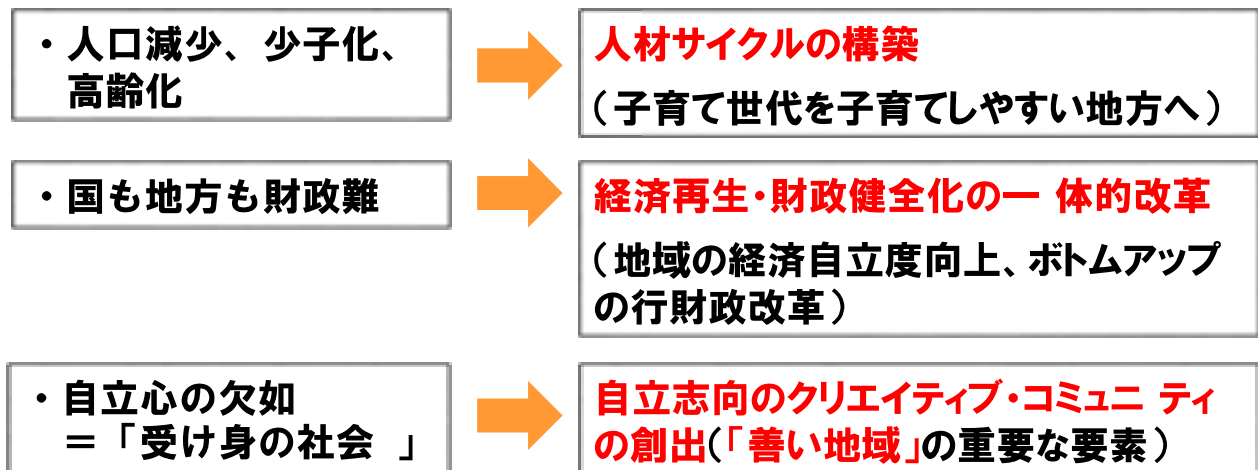 ・人口減少、少子化、
高齢化
人材サイクルの構築
（子育て世代を子育てしやすい地方へ）
・国も地方も財政難
経済再生・財政健全化の一 体的改革
（地域の経済自立度向上、ボトムアップ
の行財政改革）
・自立心の欠如
＝「受け身の社会 」
自立志向のクリエイティブ・コミュニ ティ
の創出(「善い地域」の重要な要素）